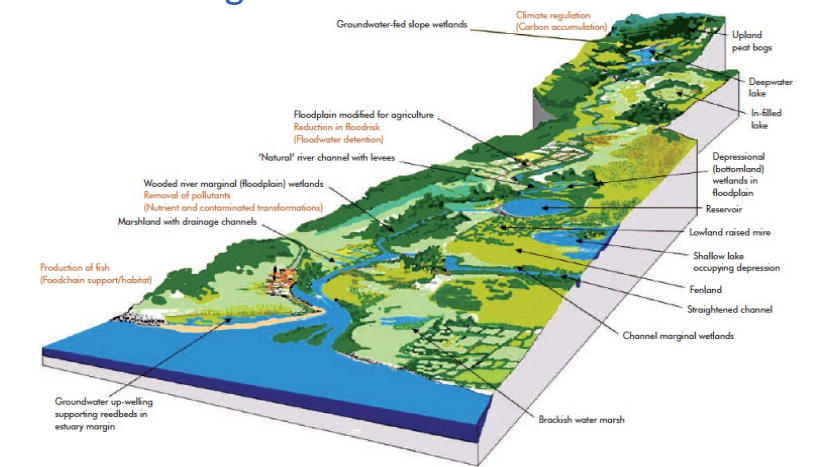 Climate regulation
(Carbon accumulation)
Groundwater-fed slope wetlands
Upland
peat bogs
Deepwater
lake
In-filled
lake
Floodplain modified for agriculture
Reduction in floodrisk
(Floodwater detention)
'Natural' river channel with levees
Depressional
(bottomland)
wetlands in
floodplain
Wooded river marginal (floodplain) wetlands
Removal of pollutants
(Nutrient and contaminated transformations)
Marshland with drainage channels
Reservoir
Lowland raised mire
Shallow lake
occupying depression
Production of fish
(Foodchain support/habitat)
Fenland
Straightened channel
Channel marginal wetlands
Groundwater up-welling
supporting reedbeds in
estuary margin
Brackish water marsh